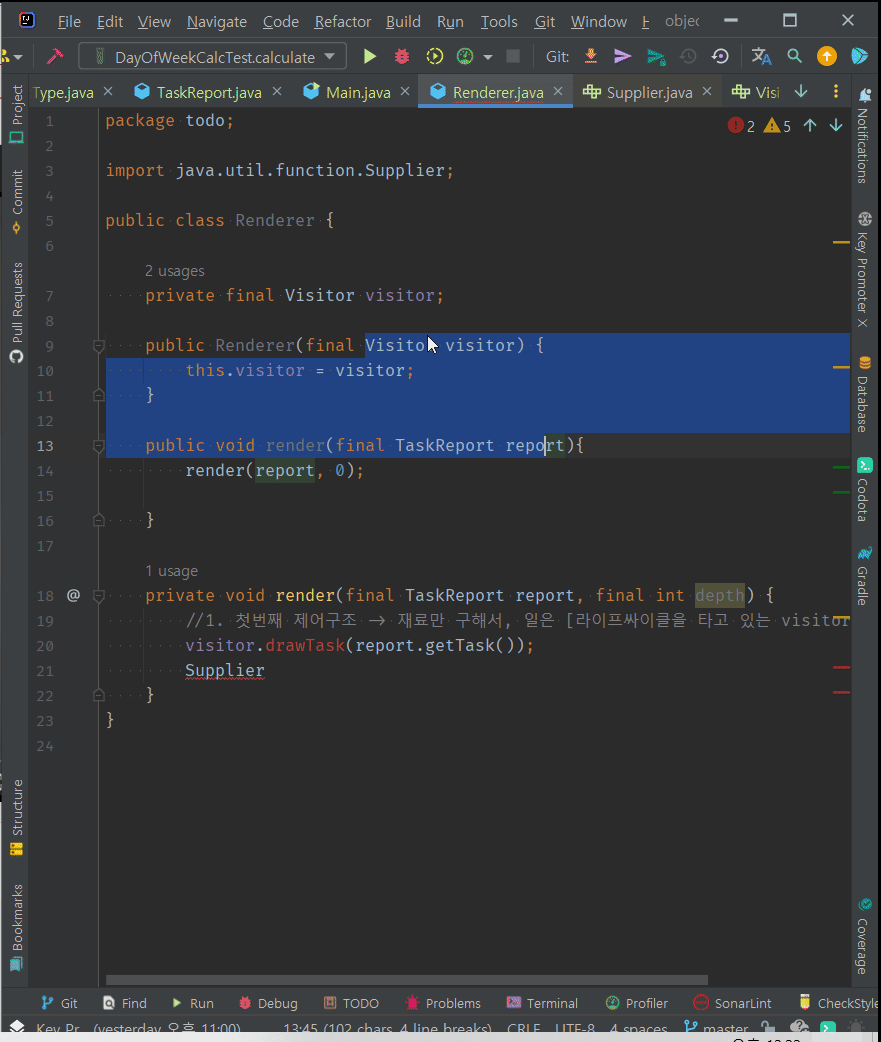 File Edit View Navigate Code Refactor Build Run Tools Git Window
DayOfWeekCalcTest.calculate Git:
Type.java TaskReport.java Main.java Renderer.java Supplier.java Visi
1 package todo; 2 5
2
3 import java.util.function.Supplier;
4
5 public class Renderer {
6
2 usages
7 private final Visitor visitor;
8
9 public Renderer(final Visitor visitor) {
10 this.visitor = visitor;
11 }
12
13 public void render(final TaskReport report){
14 render(report, 0);
15
16 }
17
1 usage
18 @ private void render(final TaskReport report, final int depth) {
19 //1. 첫번째 제어구조 -> 재료만 구해서, 일은 [라이프싸이클을 타고 있는 visitor
20 visitor.drawTask(report.getTask());
21 Supplier
22 }
23 }
24
Project
Commit
Pull Requests
Structure
Bookmarks
Notifications
Key Promoter X
Database
Codota
Gradle
Coverage
Git Find Run Debug TODO Problems Terminal Profiler SonarLint CheckStyle
Key Pr.. (yesterday 오후 11:00) 13:45 (102 chars, 4 line breaks) CRLF UTF-8 4 spaces master